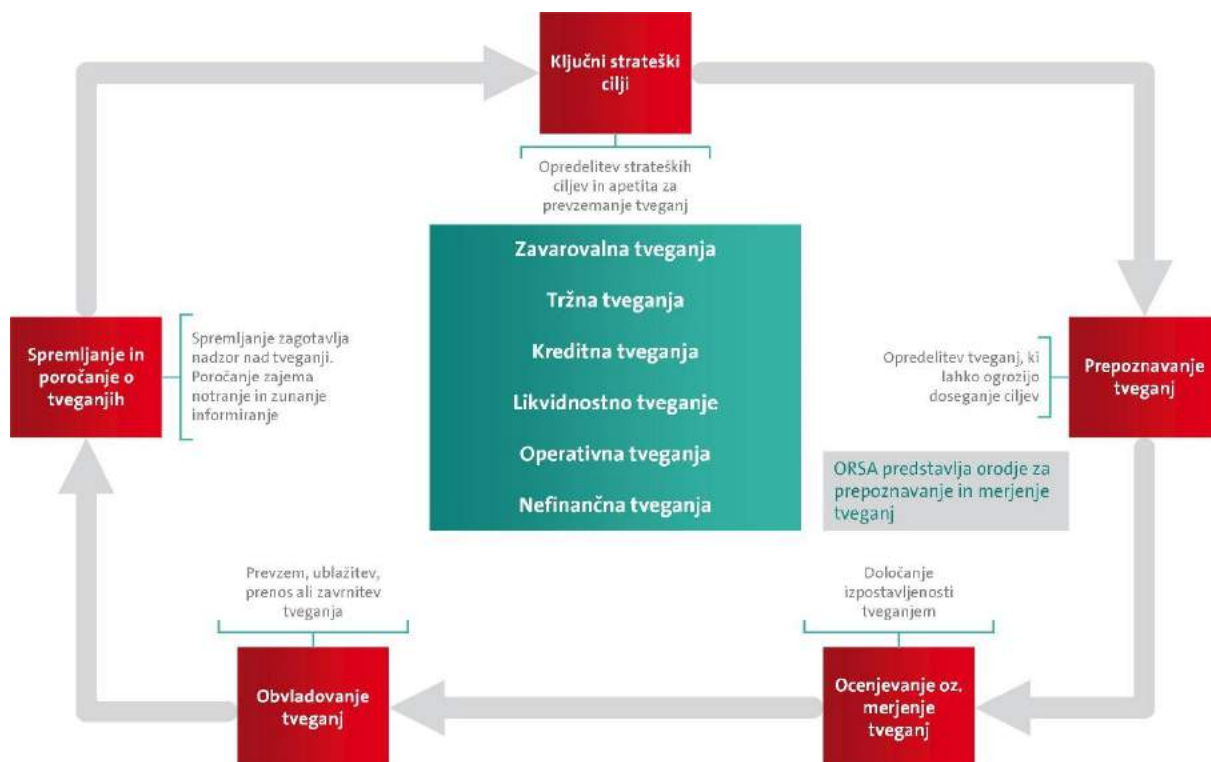 Ključni strateški
cilji
Opredelitev strateških
ciljev in apetita za
prevzemanje tveganj
Zavarovalna tveganja
Tržna tveganja
Kreditna tveganja
Likvidnostno tveganje
Operativna tveganja
Nefinančna tveganja
Opredelitev tveganj, ki
lahko ogrozijo
doseganje ciljev
Prepoznavanje
tveganj
ORSA predstavlja orodje za
prepoznavanje in merjenje
tveganj
Določanje
izpostavljenosti
tveganjem
Ocenjevanje oz.
merjenje
tveganj
Prevzem, ublažitev,
prenos ali zavrnitev
tveganja
Obvladovanje
tveganj
Spremljanje in
poročanje o
tveganjih
Spremljanje zagotavlja
nadzor nad tveganji.
Poročanje zajema
notranje in zunanje
informiranje